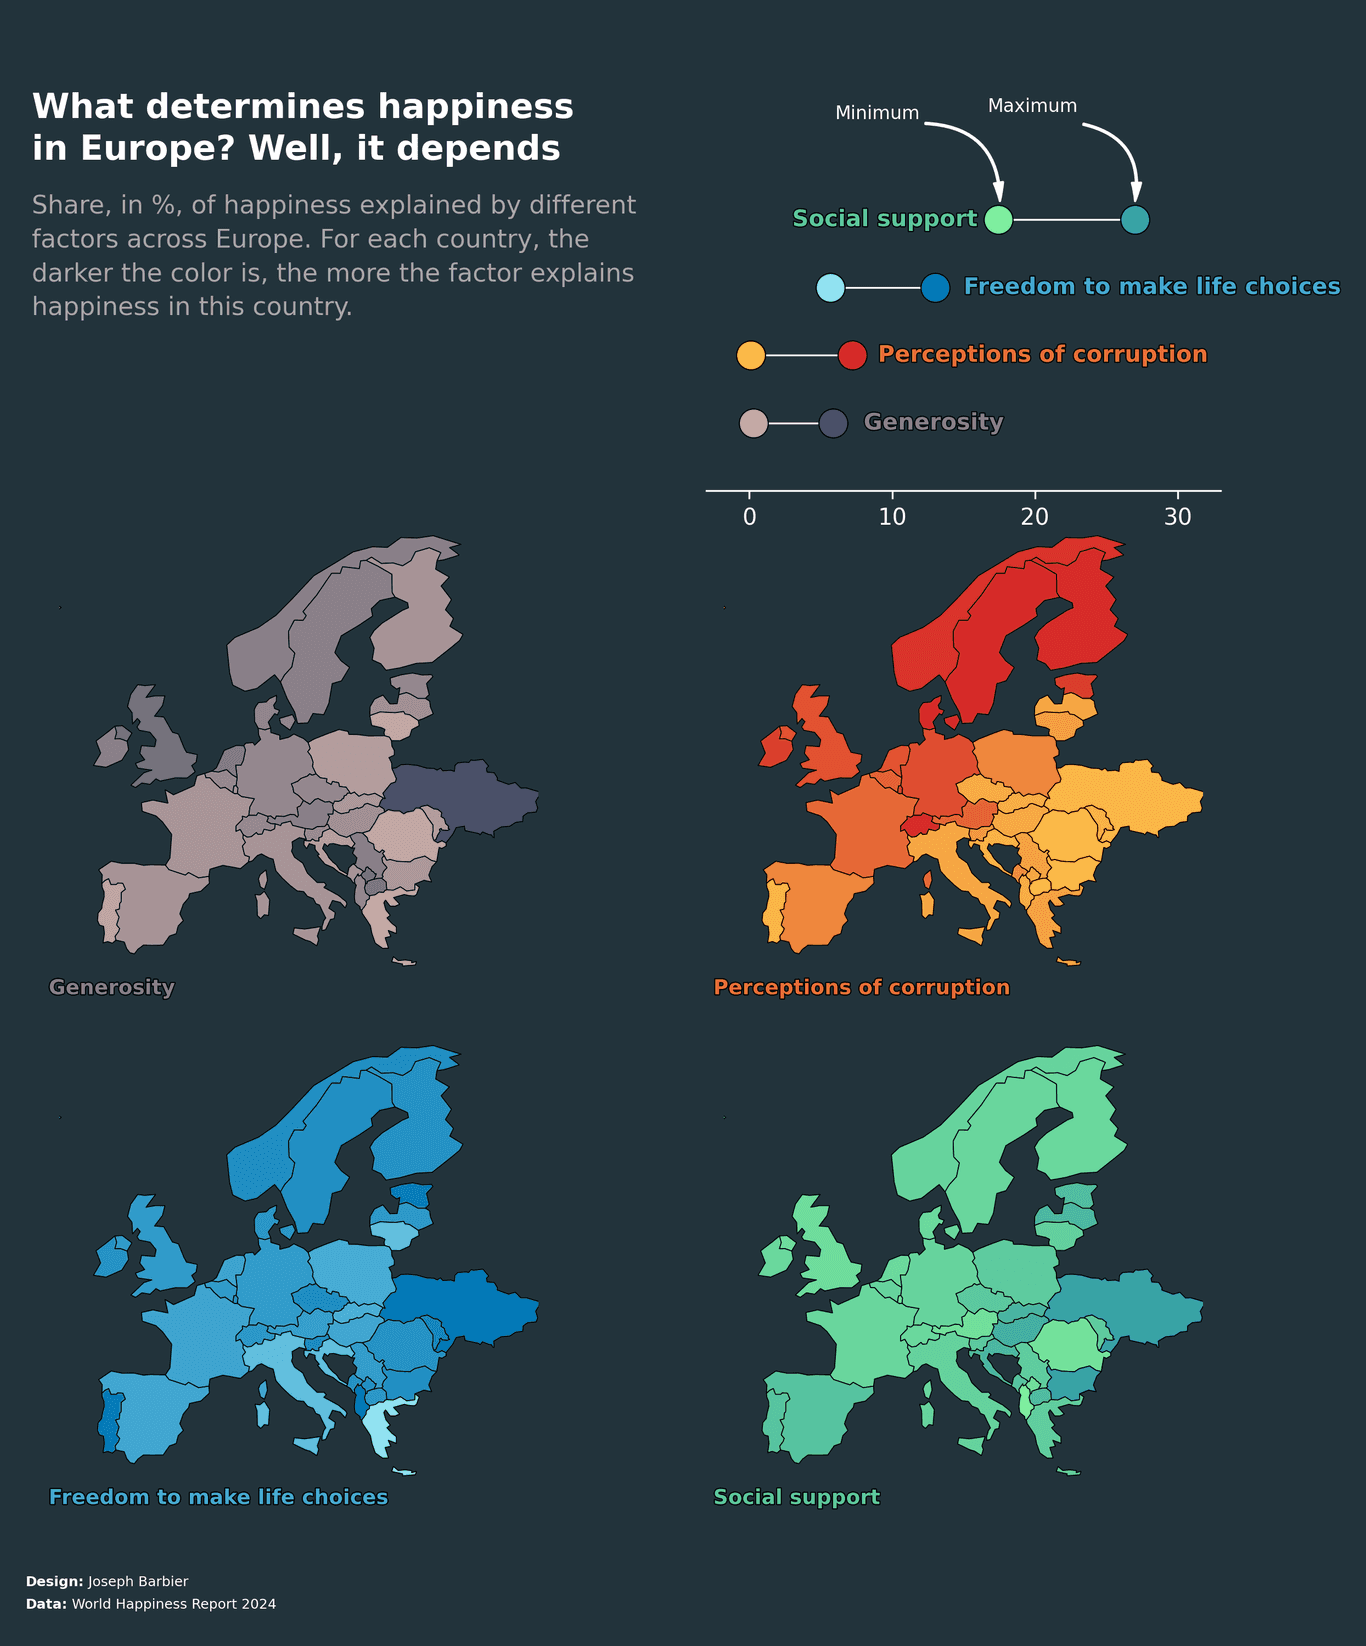 What determines happiness
in Europe? Well, it depends
Share, in %, of happiness explained by different
factors across Europe. For each country, the
darker the color is, the more the factor explains
happiness in this country.
Minimum
Maximum
Social support
Freedom to make life choices
Perceptions of corruption
Generosity
0 10 20 30
Generosity
Perceptions of corruption
Freedom to make life choices
Social support
Design: Joseph Barbier
Data: World Happiness Report 2024